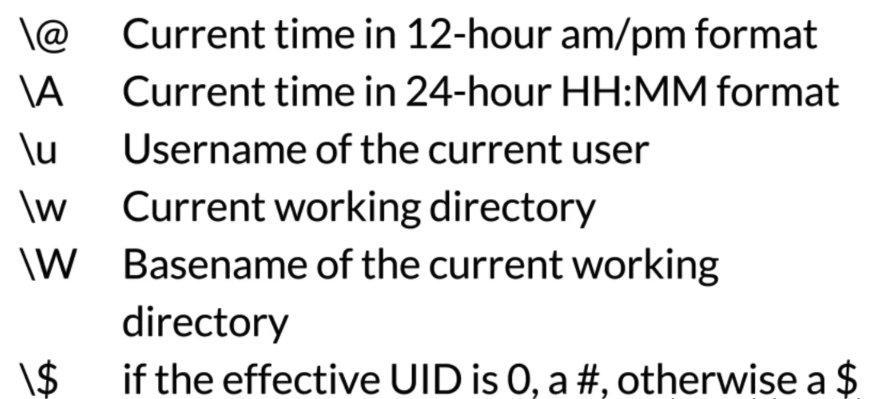 \@ Current time in 12-hour am/pm format
\A Current time in 24-hour HH:MM format
\u Username of the current user
\w Current working directory
\W Basename of the current working
directory
\$ if the effective UID is 0, a #, otherwise a $